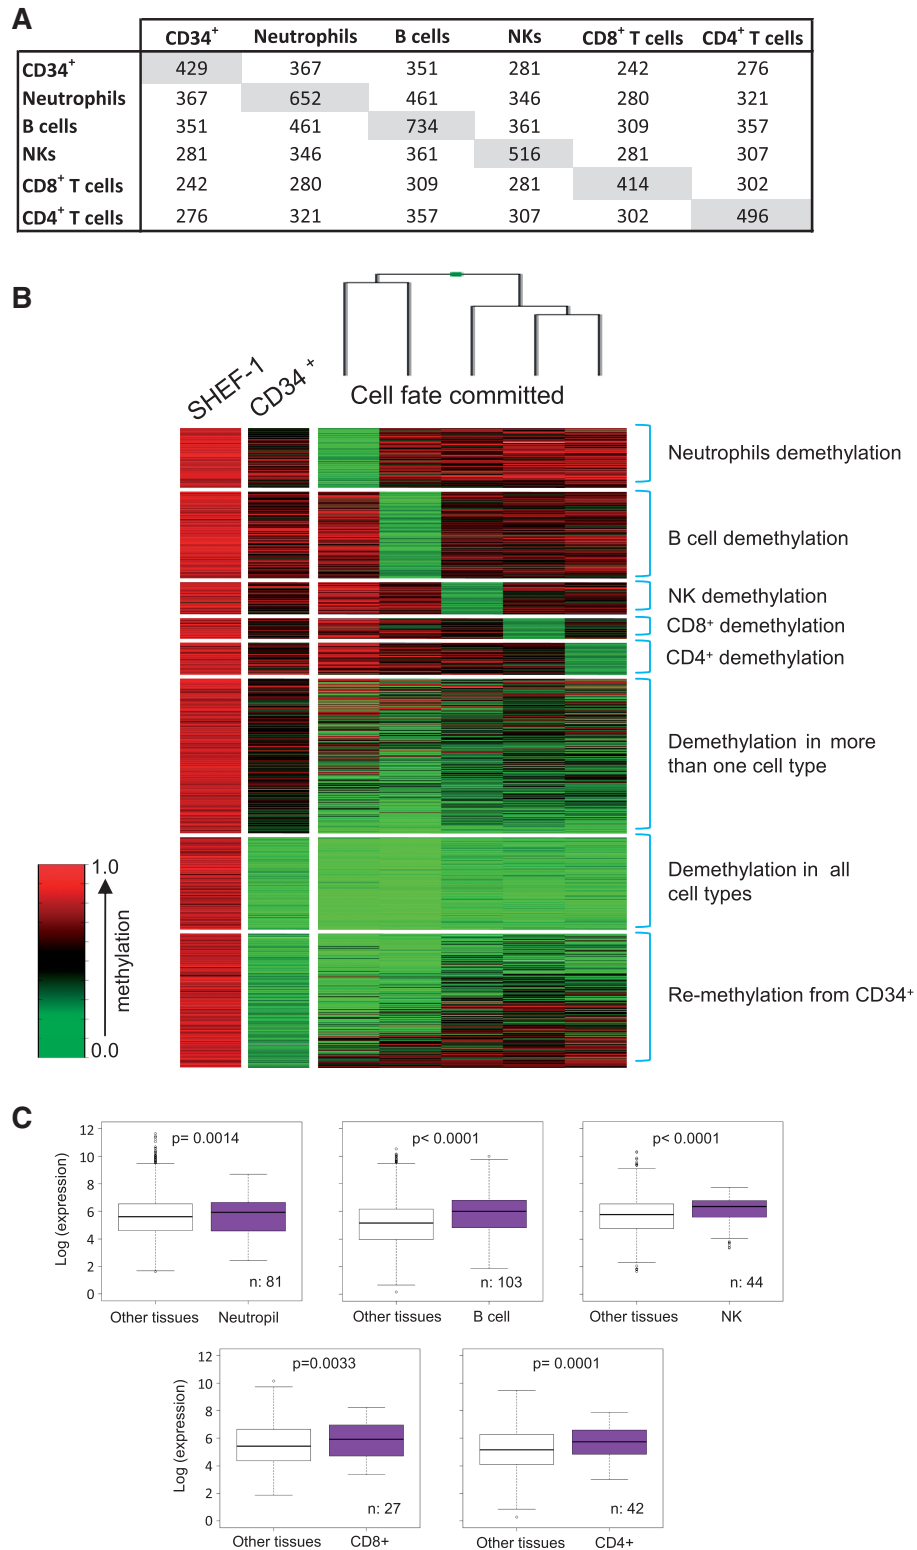 A
CD34+ Neutrophils B cells NKs CD8+ T cells CD4+ T cells
CD34+ 429 367 351 281 242 276
Neutrophils 367 652 461 346 280 321
B cells 351 461 734 361 309 357
NKs 281 346 361 516 281 307
CD8+ T cells 242 280 309 281 414 302
CD4+ T cells 276 321 357 307 302 496
B
SHEF-1
CD34+
Cell fate committed
Neutrophils demethylation
B cell demethylation
NK demethylation
CD8+ demethylation
CD4+ demethylation
Demethylation in more
than one cell type
Demethylation in all
cell types
Re-methylation from CD34+
1.0
methylation
0.0
C
Log (expression)
12
10
8
6
4
2
0
p= 0.0014
n: 81
Other tissues Neutropil
p< 0.0001
n: 103
Other tissues B cell
p< 0.0001
n: 44
Other tissues NK
Log (expression)
12
10
8
6
4
2
0
p=0.0033
n: 27
Other tissues CD8+
p= 0.0001
n: 42
Other tissues CD4+